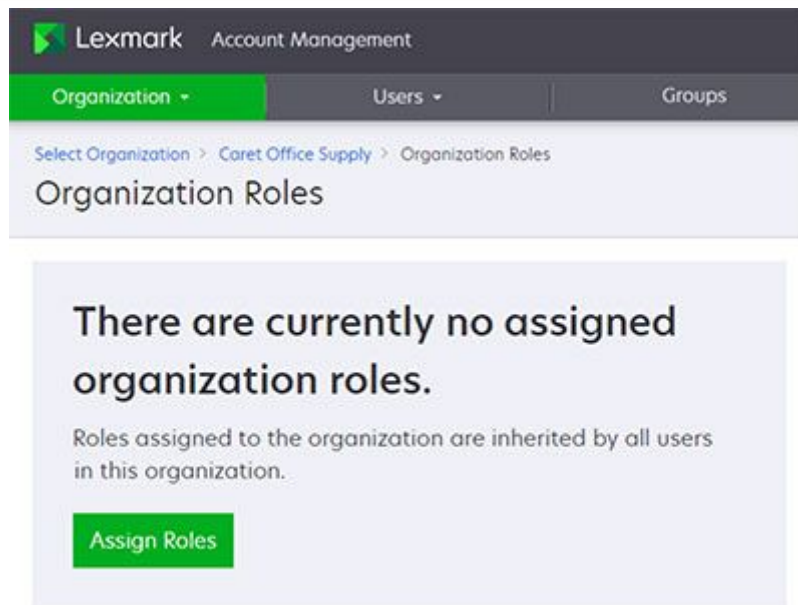 Lexmark Account Management
Organization Users Groups
Select Organization > Caret Office Supply > Organization Roles
Organization Roles
There are currently no assigned
organization roles.
Roles assigned to the organization are inherited by all users
in this organization.
Assign Roles